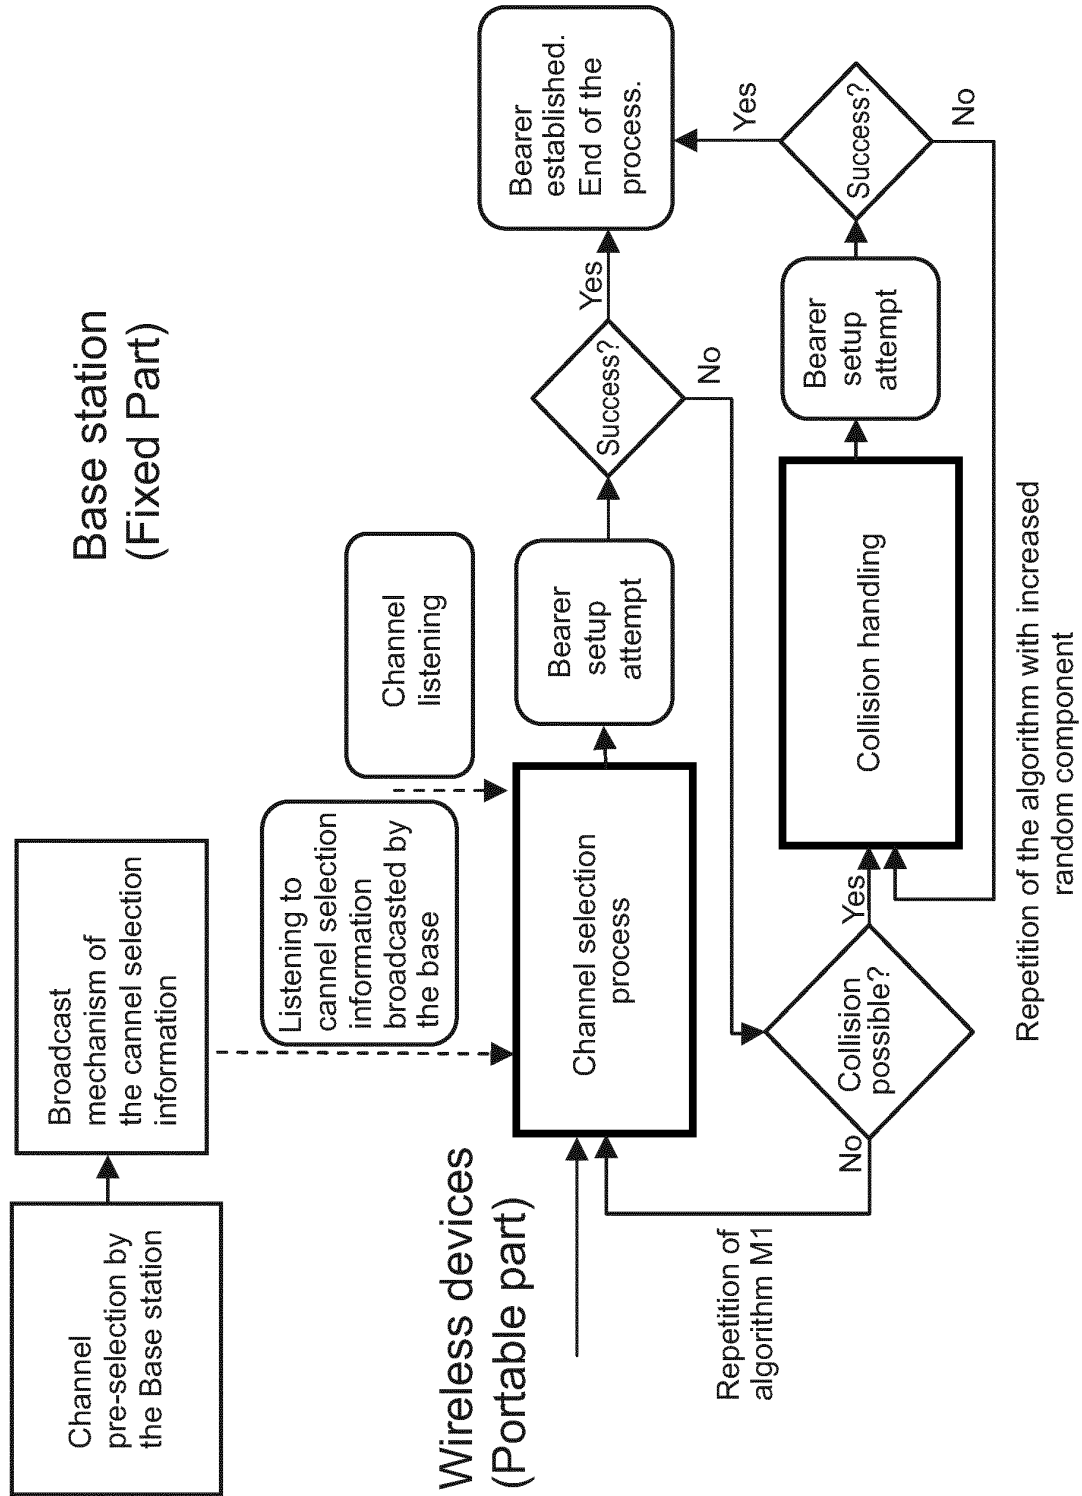 Base station
(Fixed Part)
Channel
pre-selection by
the Base station
Broadcast
mechanism of
the cannel selection
information
Listening to
cannel selection
information
broadcasted by
the base
Channel
listening
Wireless devices
(Portable part)
Channel selection
process
Bearer
setup
attempt
Success?
Yes
No
Bearer
established.
End of the
process.
Repetition of
algorithm M1
No
Collision
possible?
Yes
Collision handling
Bearer
setup
attempt
Success?
Yes
No
Repetition of the algorithm with increased
random component